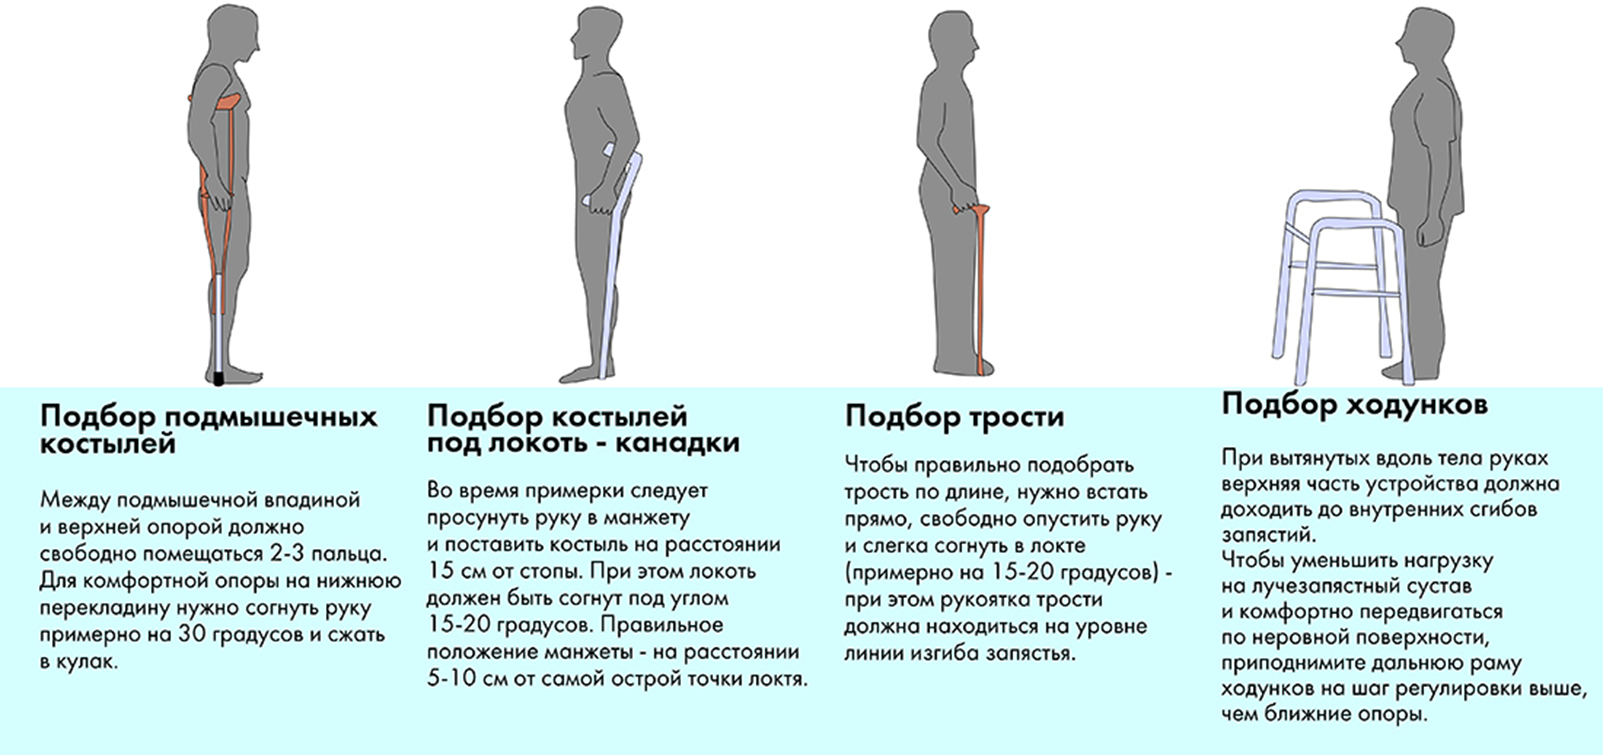 Подбор подмышечных
костылей
Между подмышечной впадиной
и верхней опорой должно
свободно помещаться 2-3 пальца.
Для комфортной опоры на нижнюю
перекладину нужно согнуть руку
примерно на 30 градусов и сжать
в кулак.
Подбор костылей
под локоть - канадки
Во время примерки следует
просунуть руку в манжету
и поставить костыль на расстоянии
15 см от стопы. При этом локоть
должен быть согнут под углом
15-20 градусов. Правильное
положение манжеты - на расстоянии
5-10 см от самой острой точки локтя.
Подбор трости
Чтобы правильно подобрать
трость по длине, нужно встать
прямо, свободно опустить руку
и слегка согнуть в локте
(примерно на 15-20 градусов) -
при этом рукоятка трости
должна находиться на уровне
линии изгиба запястья.
Подбор ходунков
При вытянутых вдоль тела руках
верхняя часть устройства должна
доходить до внутренних сгибов
запястий.
Чтобы уменьшить нагрузку
на лучезапястный сустав
и комфортно передвигаться
по неровной поверхности,
приподнимите дальнюю раму
ходунков на шаг регулировки выше,
чем ближние опоры.